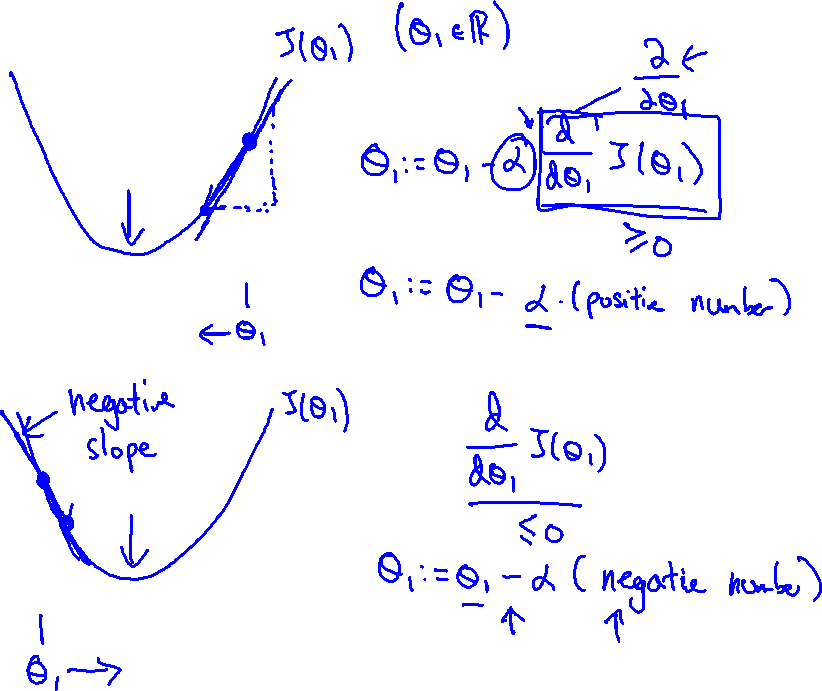 J(θ₁) (θ₁ ∈ ℝ)
∂/∂θ₁ ←
θ₁ := θ₁ - α d/dθ₁ J(θ₁)
≥ 0
θ₁ := θ₁ - α · (positie number)
← θ₁
negative slope
J(θ₁)
d/dθ₁ J(θ₁)
≤ 0
θ₁ := θ₁ - α (negatie number)
θ₁ →